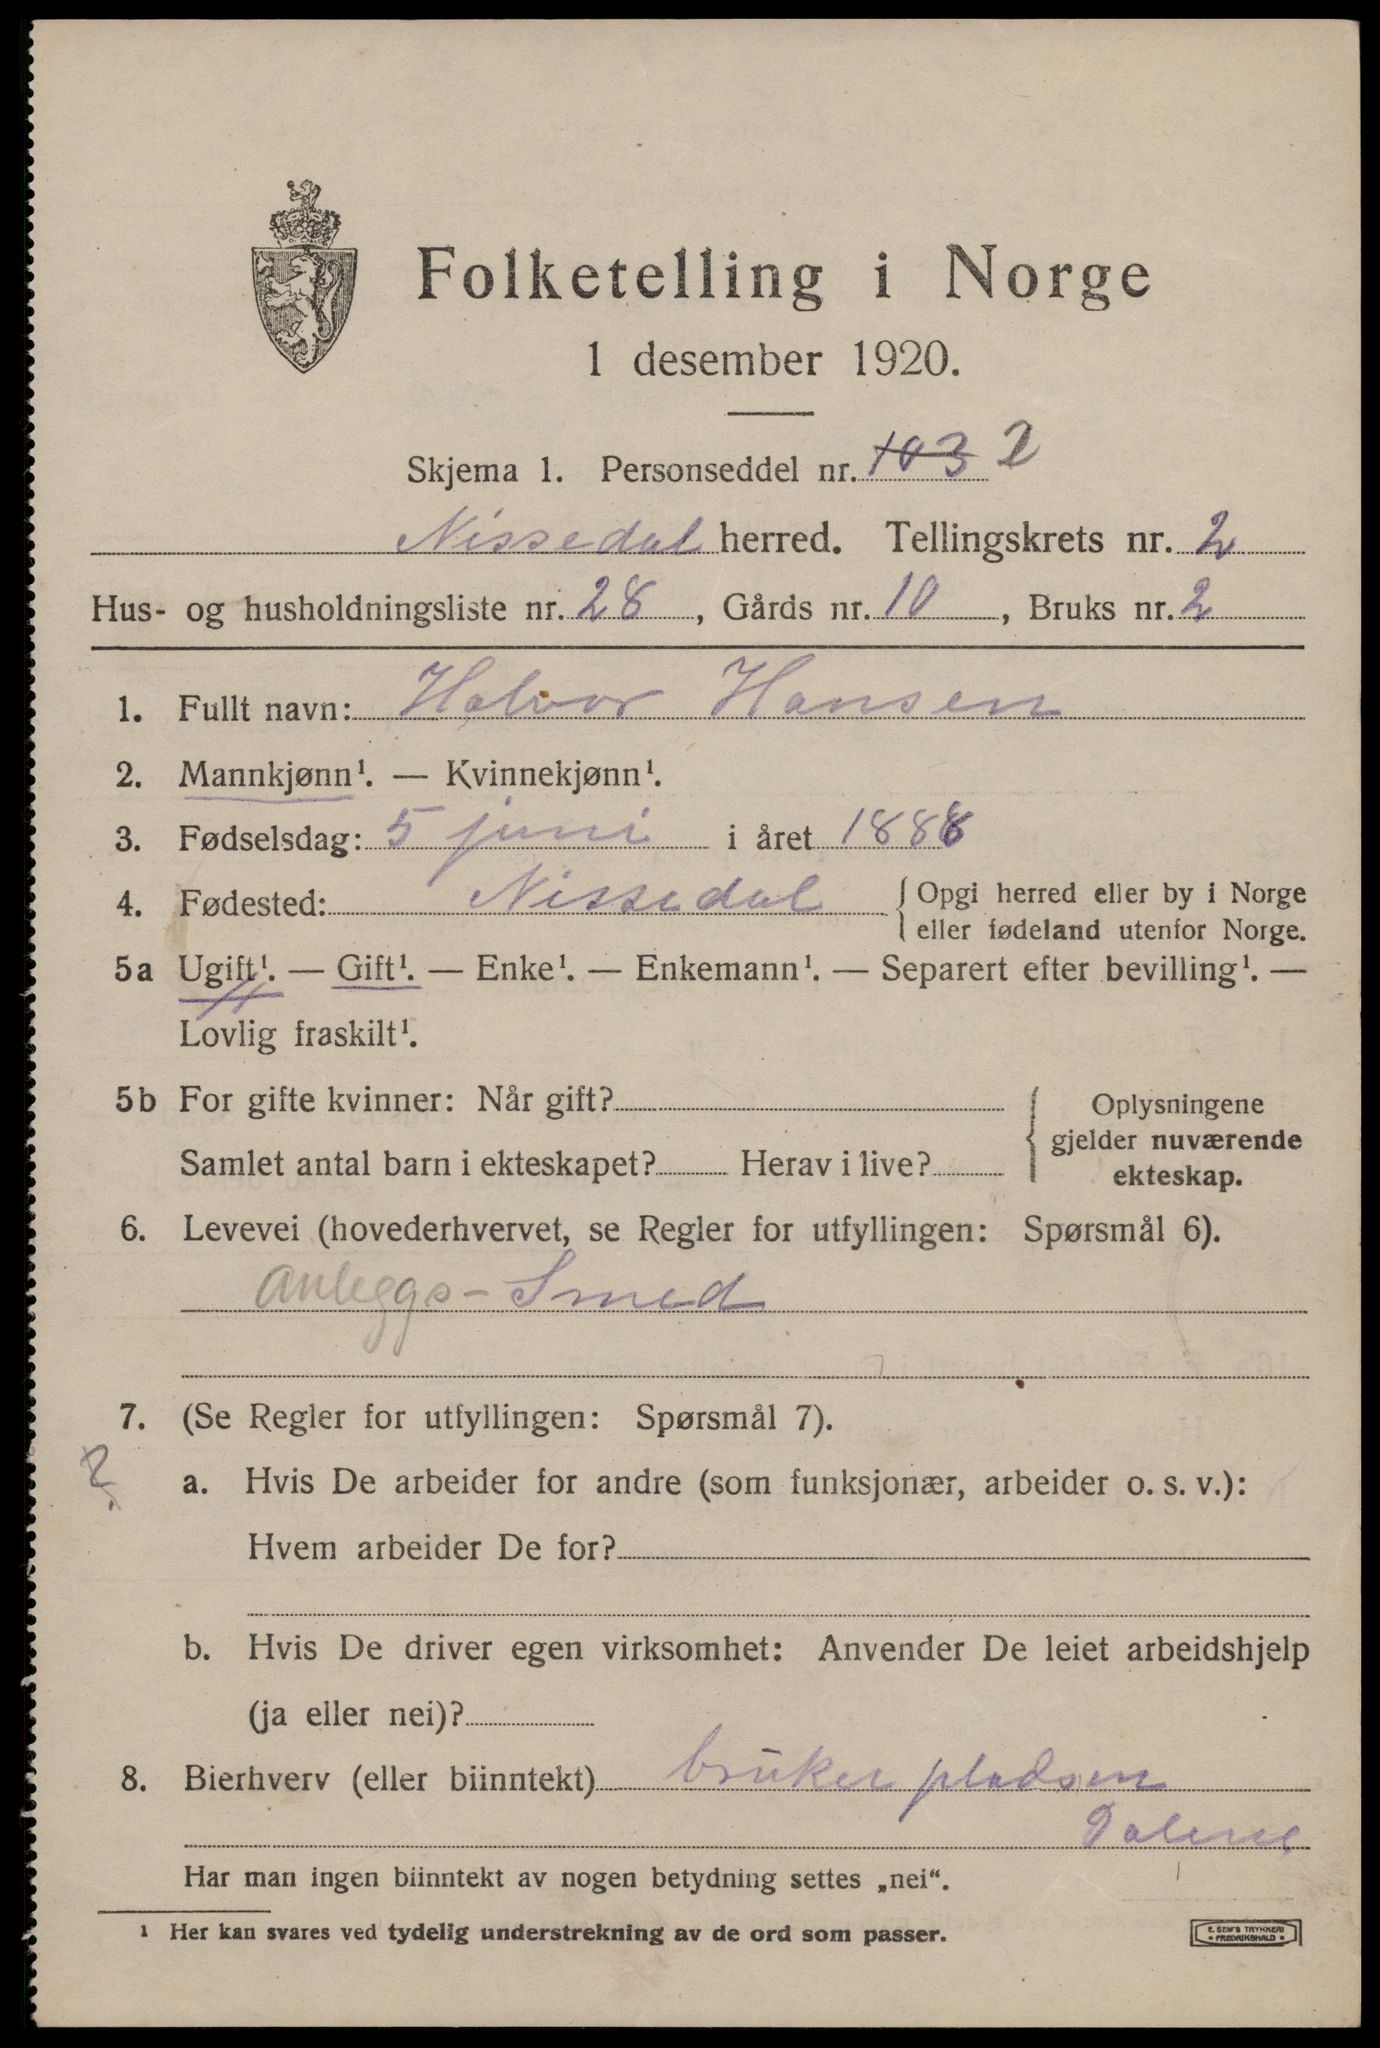 Folketelling i Norge
1 desember 1920.
Skjema 1. Personseddel nr. 103 2
Nissedal herred. Tellingskrets nr. 2
Hus- og husholdningsliste nr. 28, Gårds nr. 10, Bruks nr. 2
1. Fullt navn: Halvor Hansen
2. Mannkjønn¹. — Kvinnekjønn¹.
3. Fødselsdag: 5 juni i året 1888
4. Fødested: Nissedal { Opgi herred eller by i Norge
eller fødeland utenfor Norge.
5a Ugift¹. — Gift¹. — Enke¹. — Enkemann¹. — Separert efter bevilling¹. —
Lovlig fraskilt¹.
5b For gifte kvinner: Når gift?
Samlet antal barn i ekteskapet? Herav i live?
Oplysningene
gjelder nuværende
ekteskap.
6. Levevei (hovederhvervet, se Regler for utfyllingen: Spørsmål 6).
Anleggs- Smed
7. (Se Regler for utfyllingen: Spørsmål 7).
?
a. Hvis De arbeider for andre (som funksjonær, arbeider o. s. v.):
Hvem arbeider De for?
b. Hvis De driver egen virksomhet: Anvender De leiet arbeidshjelp
(ja eller nei)?
8. Bierhverv (eller biinntekt) bruker pladsen
Har man ingen biinntekt av nogen betydning settes „nei“.
¹ Her kan svares ved tydelig understrekning av de ord som passer.
E. SEM'S TRYKKERI
FREDRIKSHALD